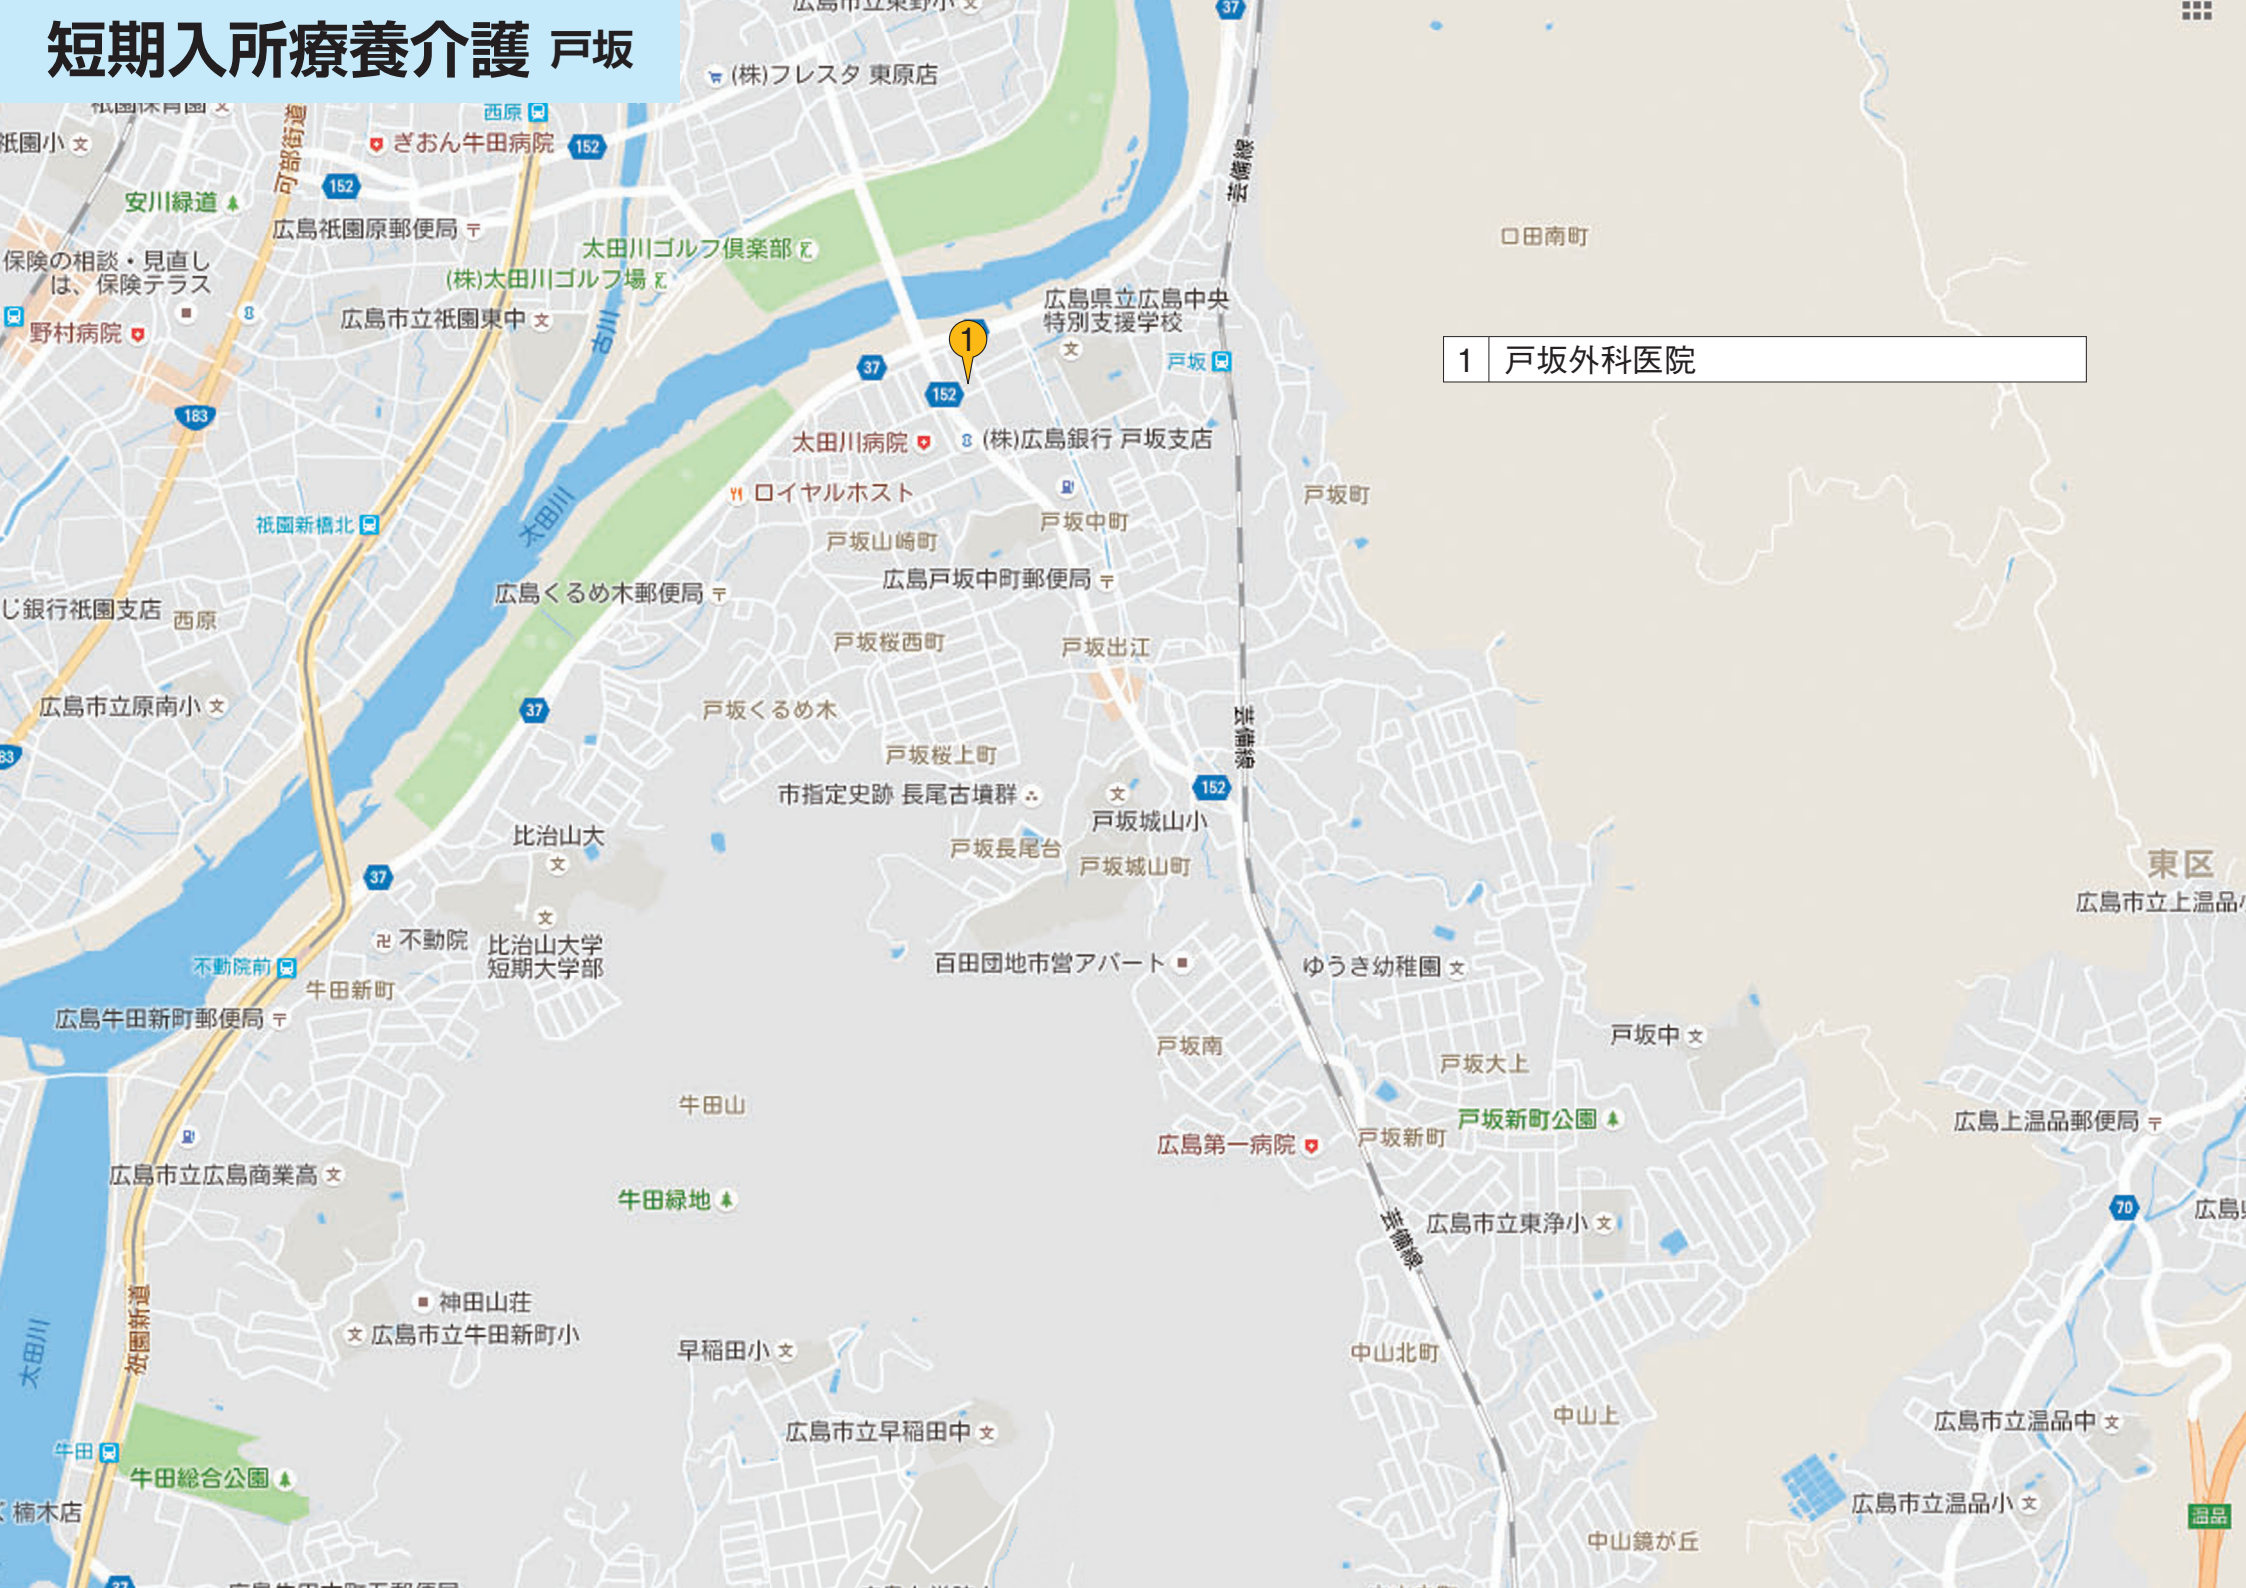 短期入所療養介護 戸坂
(株)フレスタ 東原店
37
西原
祇園小
ぎおん牛田病院
152
可部街道
152
安川緑道
芸備線
広島祇園原郵便局
口田南町
太田川ゴルフ倶楽部
保険の相談・見直し
は、保険テラス
(株)太田川ゴルフ場
広島県立広島中央
特別支援学校
広島市立祇園東中
古川
野村病院
1
戸坂
1 戸坂外科医院
37
152
183
太田川病院
(株)広島銀行 戸坂支店
ロイヤルホスト
戸坂町
太田川
祇園新橋北
戸坂中町
戸坂山崎町
広島戸坂中町郵便局
広島くるめ木郵便局
じ銀行祇園支店
西原
戸坂桜西町
戸坂出江
広島市立原南小
37
戸坂くるめ木
芸備線
戸坂桜上町
市指定史跡 長尾古墳群
152
戸坂城山小
比治山大
戸坂長尾台
戸坂城山町
東区
37
広島市立上温品小
不動院
比治山大学
短期大学部
不動院前
百田団地市営アパート
ゆうき幼稚園
牛田新町
広島牛田新町郵便局
戸坂中
戸坂南
戸坂大上
牛田山
戸坂新町公園
広島上温品郵便局
広島第一病院
戸坂新町
広島市立広島商業高
牛田緑地
芸備線
広島市立東浄小
70
広島
神田山荘
祇園新道
広島市立牛田新町小
太田川
早稲田小
中山北町
中山上
広島市立温品中
広島市立早稲田中
牛田
牛田総合公園
楠木店
広島市立温品小
温品
中山鏡が丘
37